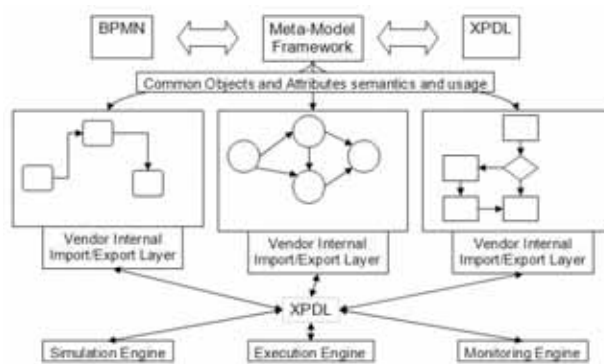 BPMN
Meta-Model
Framework
XPDL
Common Objects and Attributes semantics and usage
Vendor Internal
Import/Export Layer
Vendor Internal
Import/Export Layer
Vendor Internal
Import/Export Layer
XPDL
Simulation Engine
Execution Engine
Monitoring Engine